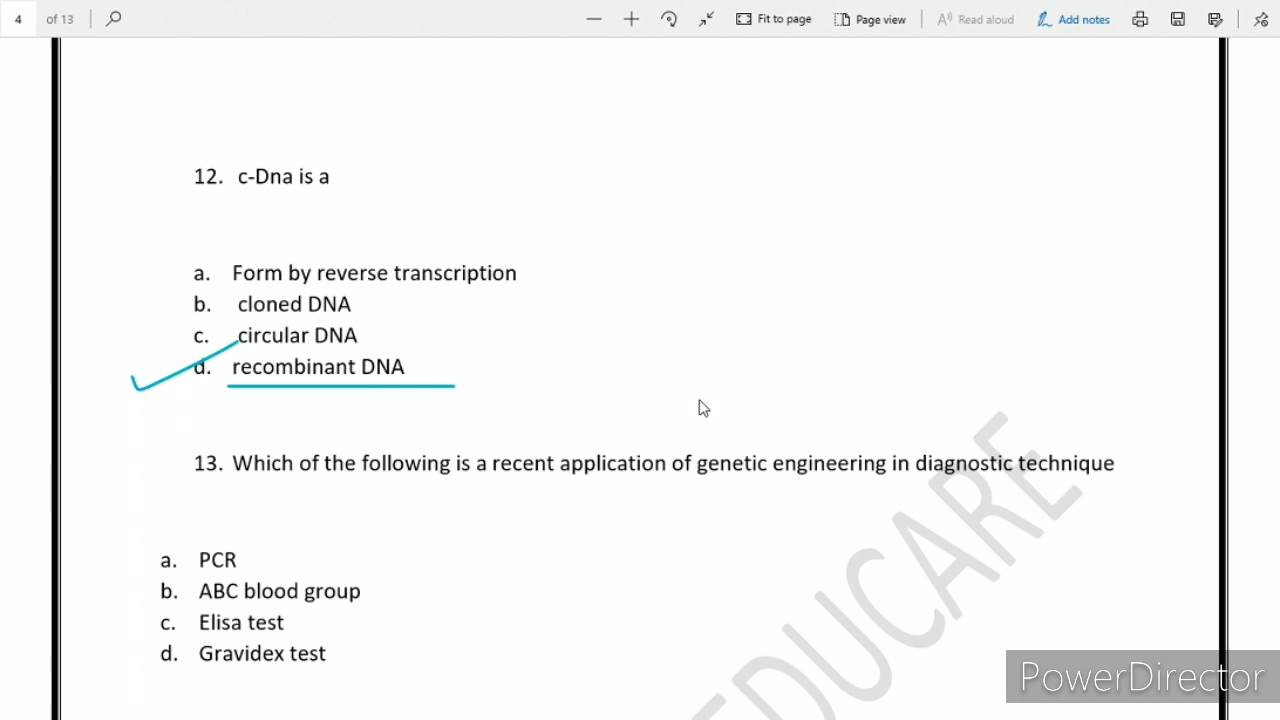 4 of 13 Fit to page Page view Read aloud Add notes
12. c-Dna is a
a. Form by reverse transcription
b. cloned DNA
c. circular DNA
d. recombinant DNA
13. Which of the following is a recent application of genetic engineering in diagnostic technique
a. PCR
b. ABC blood group
c. Elisa test
d. Gravidex test
EDUCARE
PowerDirector